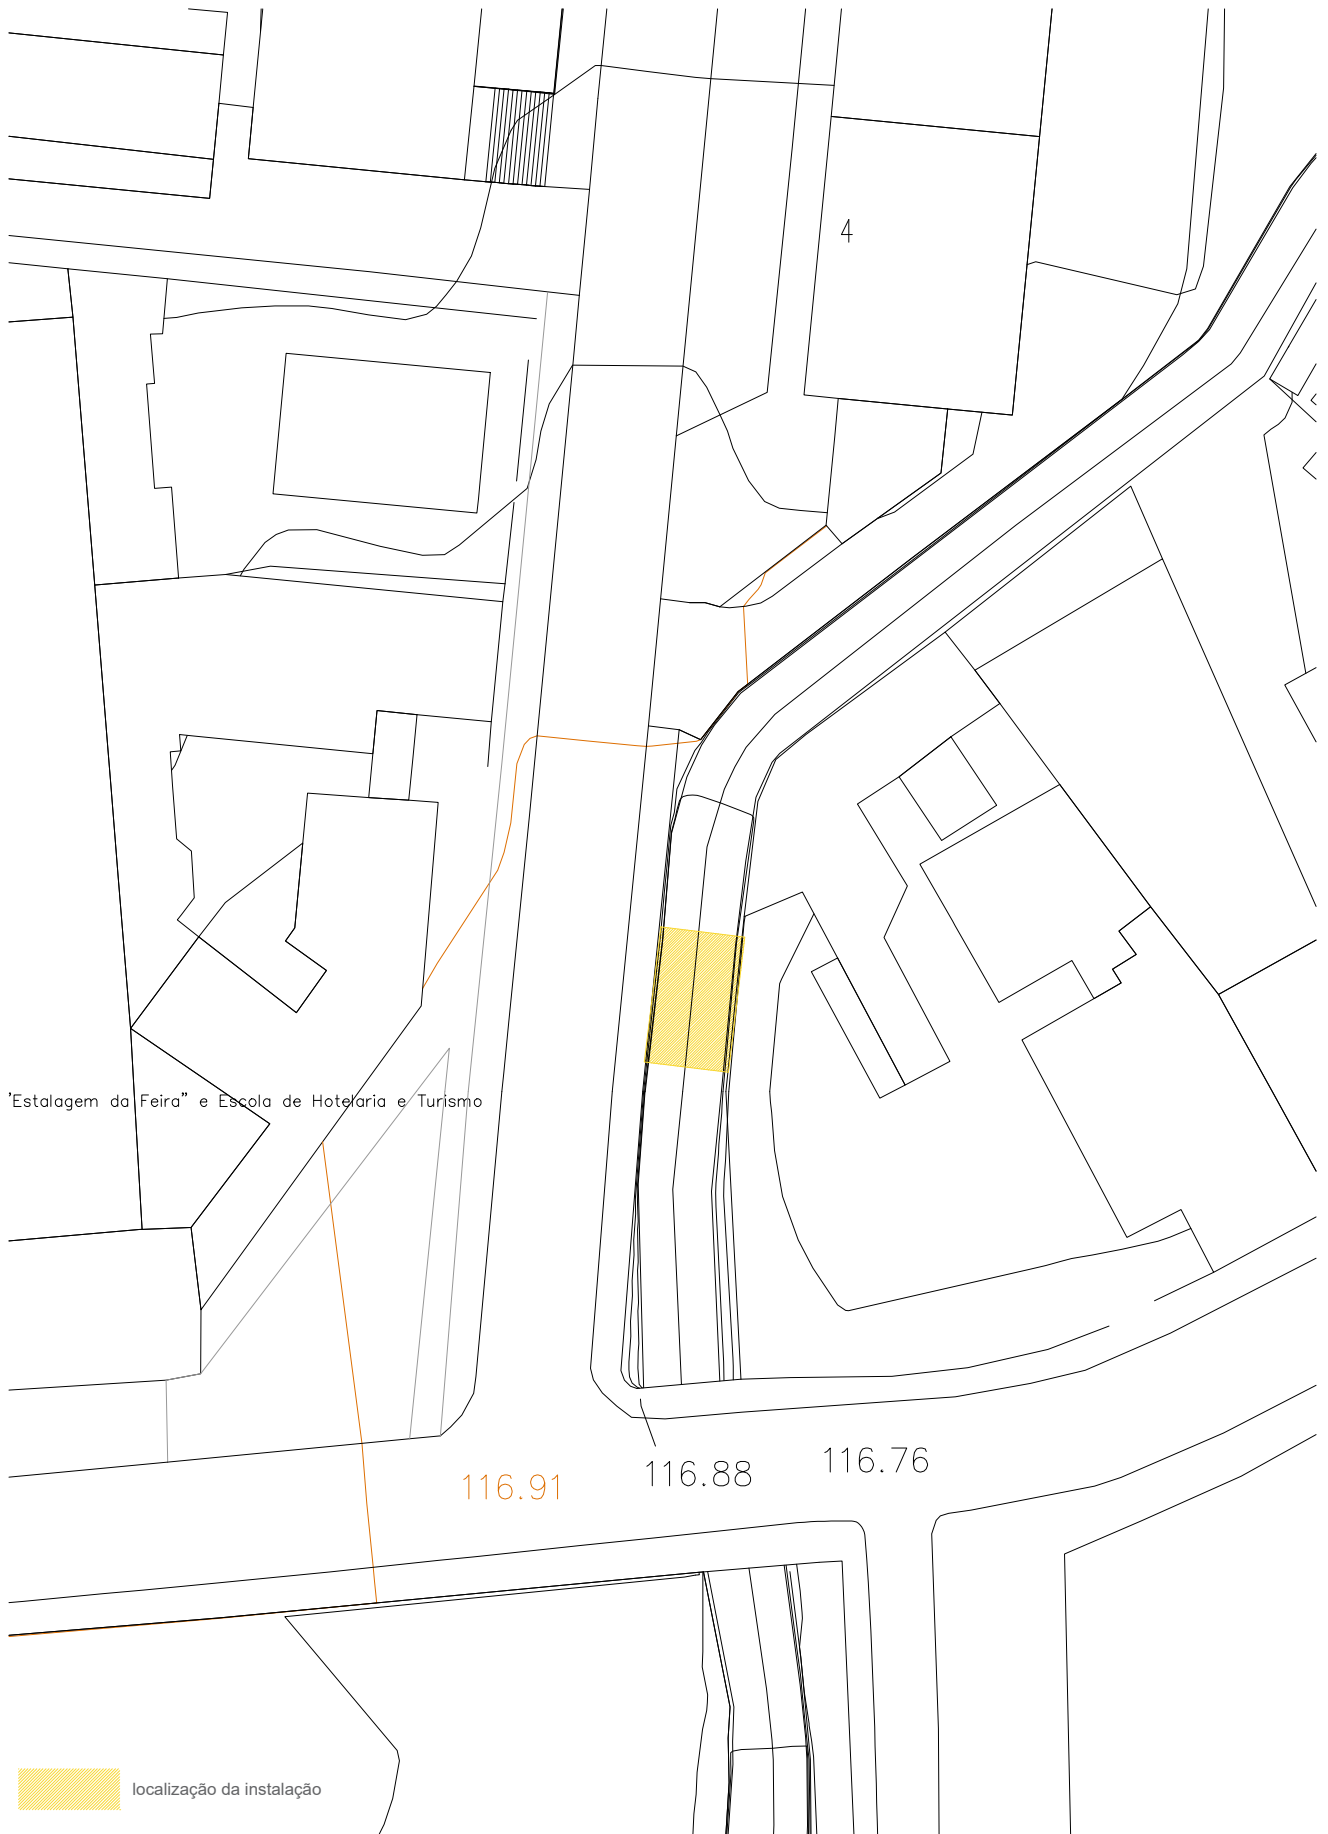 4
'Estalagem da Feira" e Escola de Hotelaria e Turismo
116.91 116.88 116.76
localização da instalação